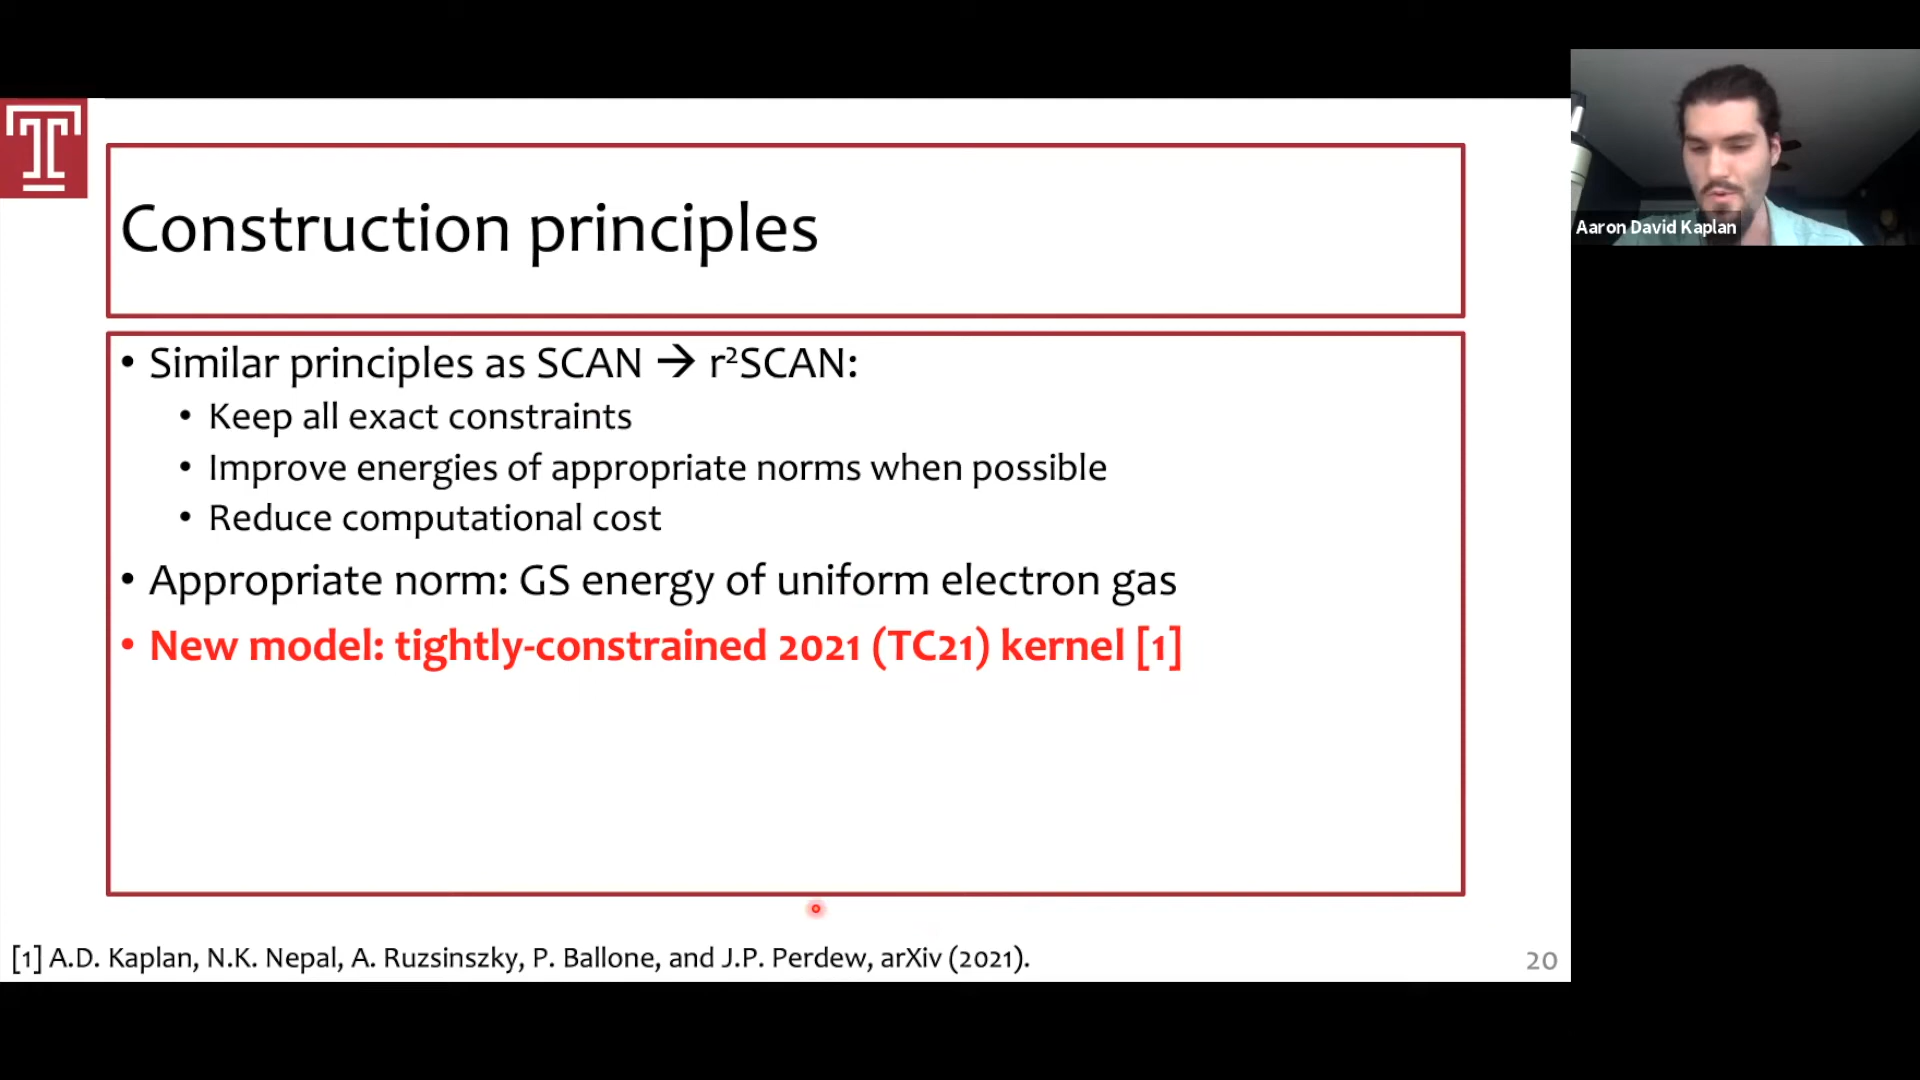 Construction principles
• Similar principles as SCAN → r²SCAN:
• Keep all exact constraints
• Improve energies of appropriate norms when possible
• Reduce computational cost
• Appropriate norm: GS energy of uniform electron gas
• New model: tightly-constrained 2021 (TC21) kernel [1]
[1] A.D. Kaplan, N.K. Nepal, A. Ruzsinszky, P. Ballone, and J.P. Perdew, arXiv (2021).
20
Aaron David Kaplan